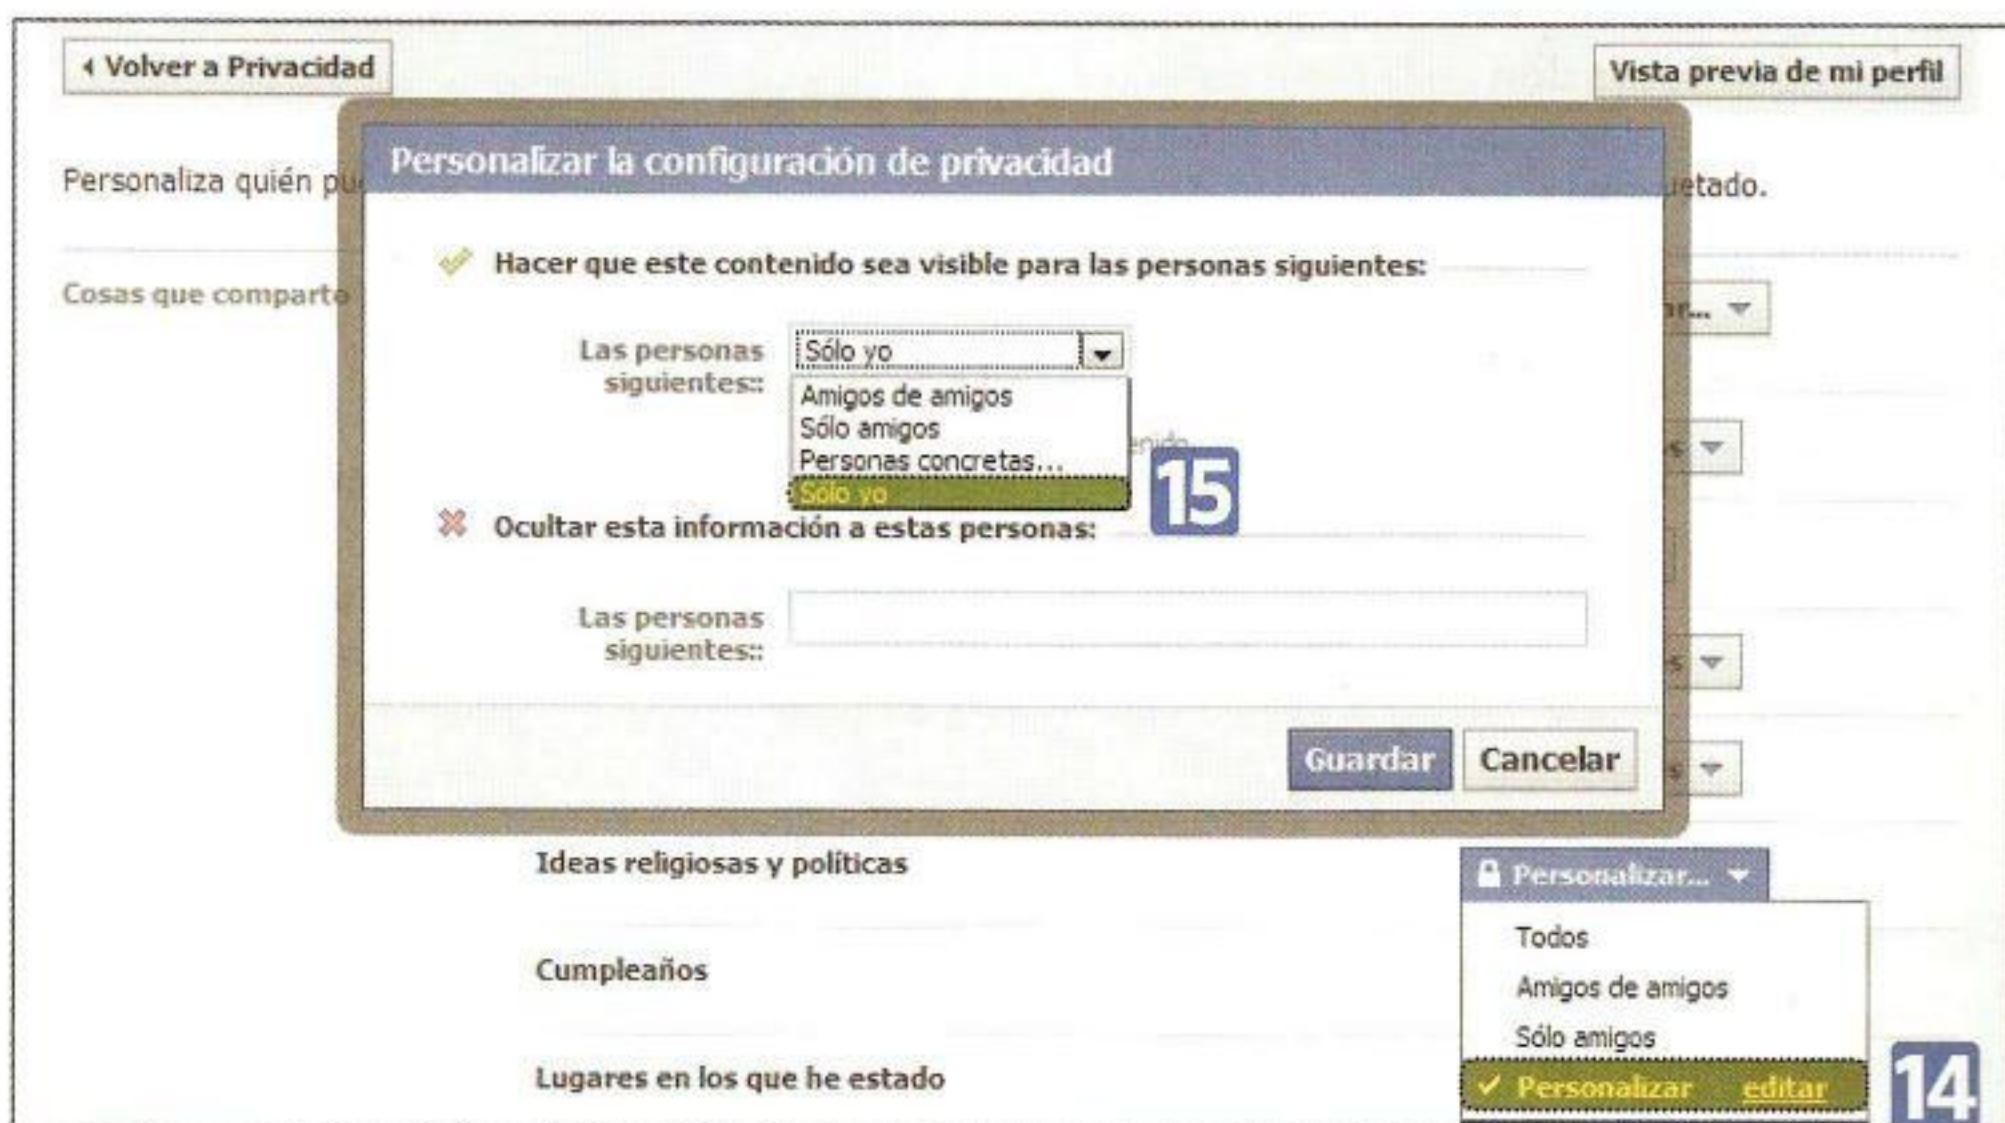 Volver a Privacidad
Vista previa de mi perfil
Personaliza quién
etado.
Personalizar la configuración de privacidad
Hacer que este contenido sea visible para las personas siguientes:
Cosas que comparto
Las personas
siguientes::
Sólo yo
Amigos de amigos
Sólo amigos
Personas concretas...
Sólo yo
15
Ocultar esta información a estas personas:
Las personas
siguientes::
Guardar
Cancelar
Ideas religiosas y políticas
Personalizar...
Todos
Cumpleaños
Amigos de amigos
Sólo amigos
Lugares en los que he estado
Personalizar editar
14